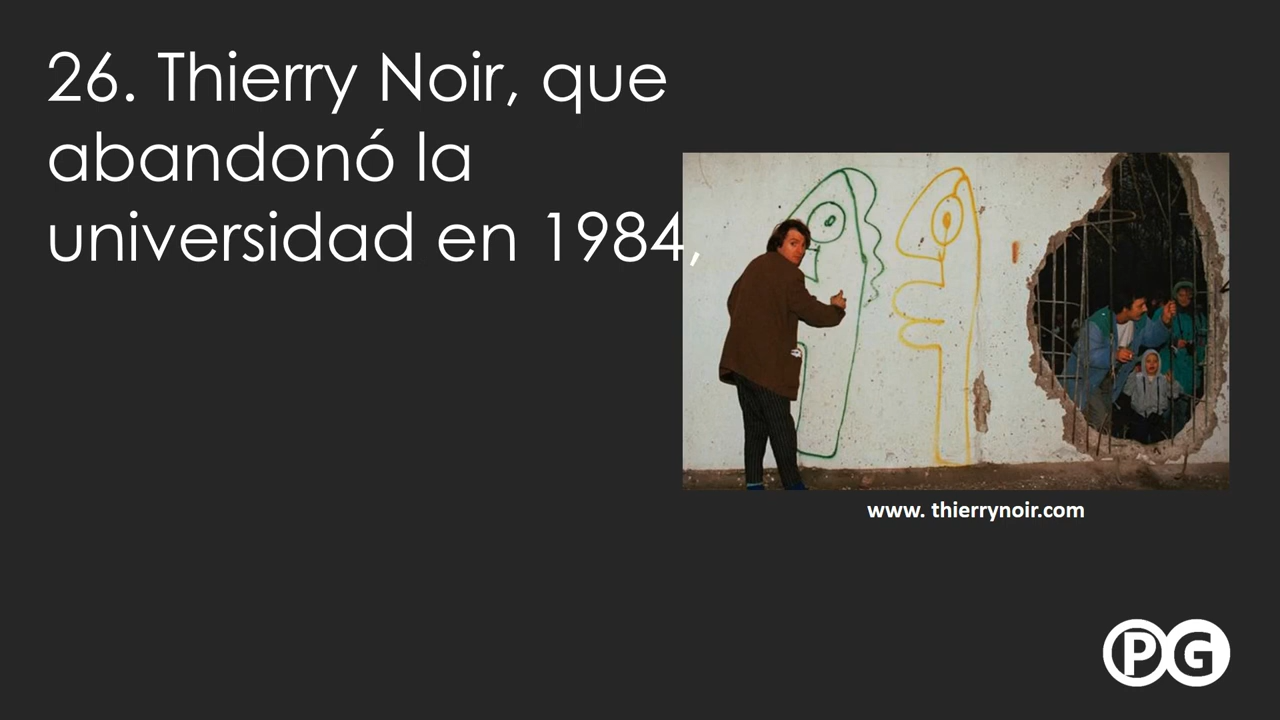 26. Thierry Noir, que
abandonó la
universidad en 1984,
www. thierrynoir.com
PG